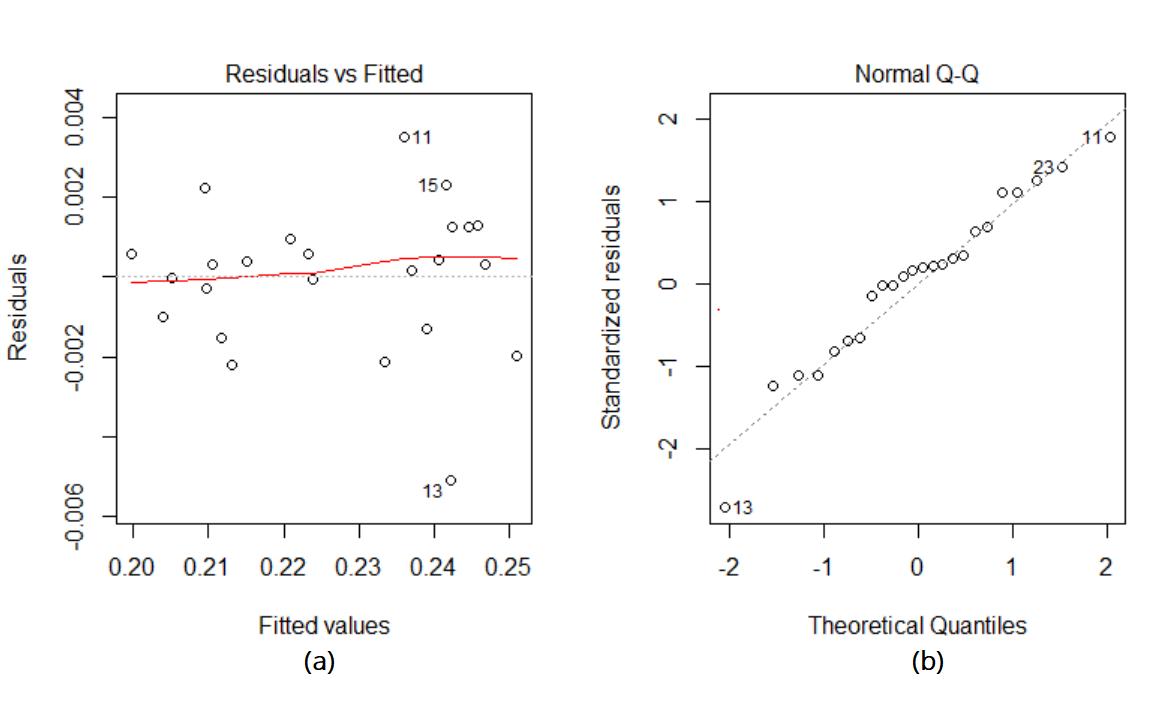 Residuals vs Fitted
Residuals
0.004
0.002
-0.002
-0.006
11
15
13
0.20 0.21 0.22 0.23 0.24 0.25
Fitted values
(a)
Normal Q-Q
Standardized residuals
2
1
0
-1
-2
11
23
13
-2 -1 0 1 2
Theoretical Quantiles
(b)